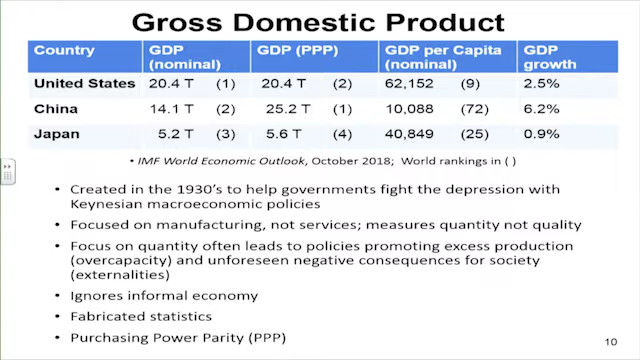 Gross Domestic Product
Country GDP (nominal) GDP (PPP) GDP per Capita (nominal) GDP growth
United States 20.4 T (1) 20.4 T (2) 62,152 (9) 2.5%
China 14.1 T (2) 25.2 T (1) 10,088 (72) 6.2%
Japan 5.2 T (3) 5.6 T (4) 40,849 (25) 0.9%
• IMF World Economic Outlook, October 2018; World rankings in ( )
• Created in the 1930's to help governments fight the depression with
Keynesian macroeconomic policies
• Focused on manufacturing, not services; measures quantity not quality
• Focus on quantity often leads to policies promoting excess production
(overcapacity) and unforeseen negative consequences for society
(externalities)
• Ignores informal economy
• Fabricated statistics
• Purchasing Power Parity (PPP)
10